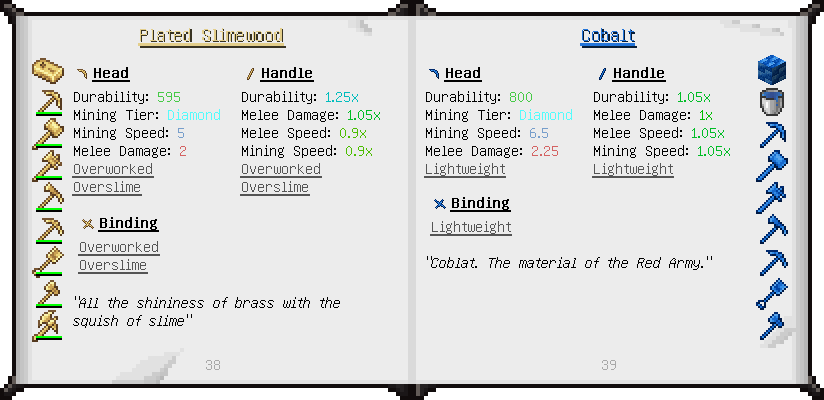 Plated Slimewood
Head
Durability: 595
Mining Tier: Diamond
Mining Speed: 5
Melee Damage: 2
Overworked
Overslime
Handle
Durability: 1.25x
Melee Damage: 1.05x
Melee Speed: 0.9x
Mining Speed: 0.9x
Overworked
Overslime
Binding
Overworked
Overslime
"All the shininess of brass with the
squish of slime"
38
Cobalt
Head
Durability: 800
Mining Tier: Diamond
Mining Speed: 6.5
Melee Damage: 2.25
Lightweight
Handle
Durability: 1.05x
Melee Damage: 1x
Melee Speed: 1.05x
Mining Speed: 1.05x
Lightweight
Binding
Lightweight
"Coblat. The material of the Red Army."
39